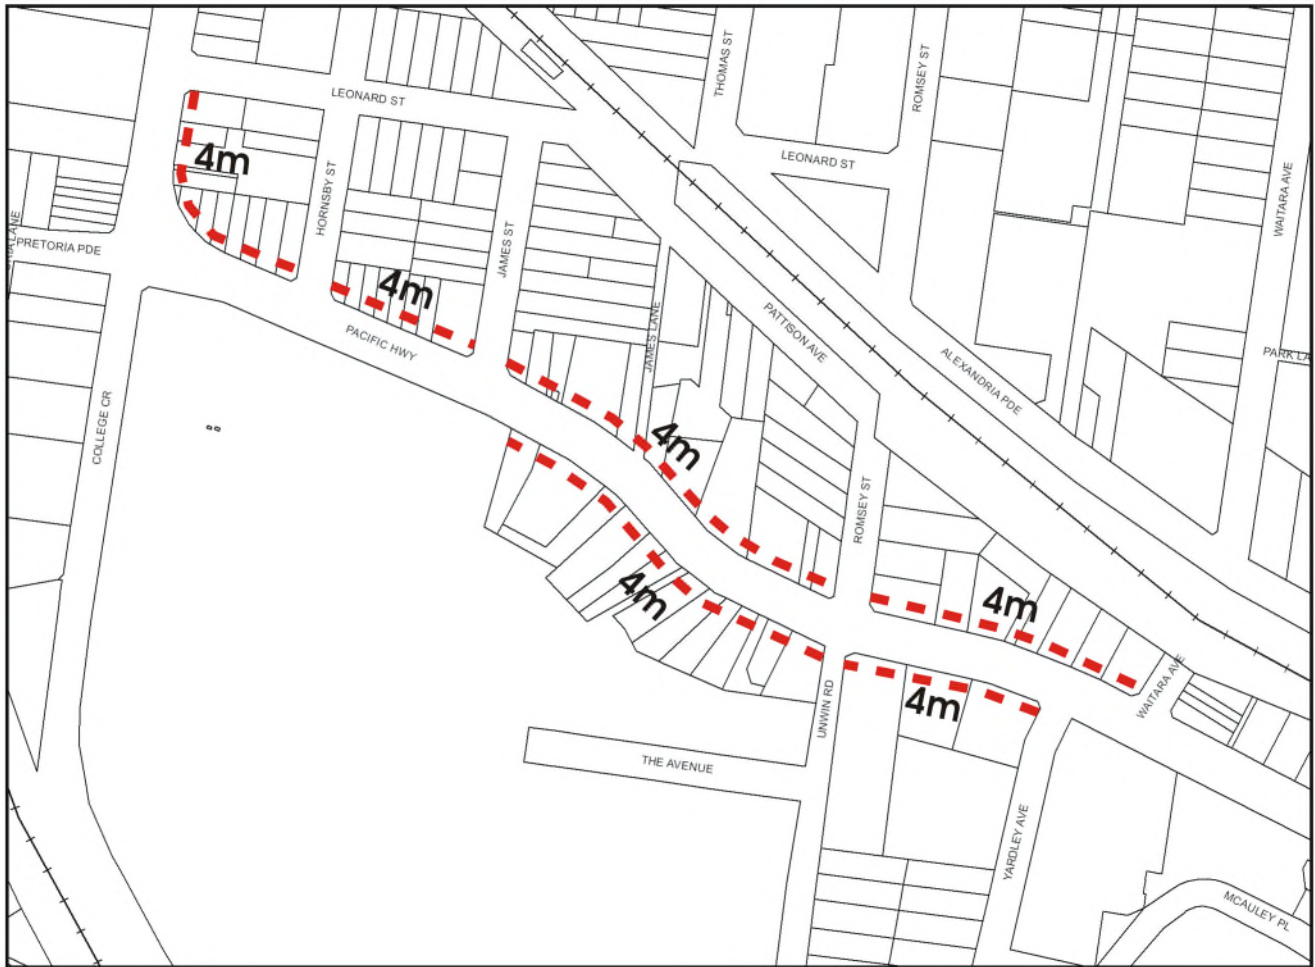 THOMAS ST
ROMSEY ST
LEONARD ST
LEONARD ST
4m
HORNSBY ST
WAITARA AVE
PRETORIA PDE
JAMES ST
4m
PACIFIC HWY
JAMES LANE
PATTISON AVE
ALEXANDRIA PDE
PARK LA
COLLEGE CR
4m
ROMSEY ST
4m
4m
4m
WAITARA AVE
UNWIN RD
THE AVENUE
YARDLEY AVE
MCAULEY PL